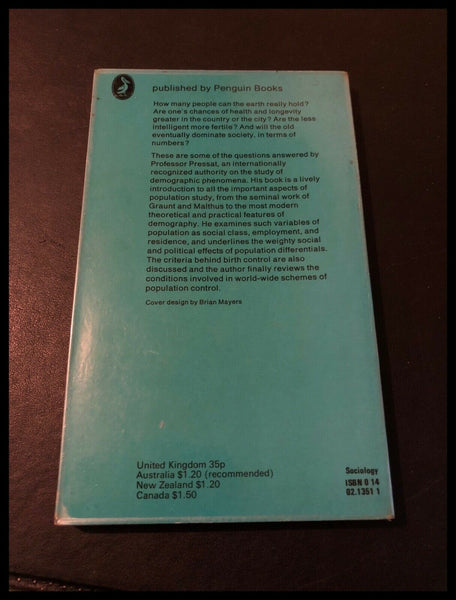 published by Penguin Books
How many people can the earth really hold?
Are one's chances of health and longevity
greater in the country or the city? Are the less
intelligent more fertile? And will the old
eventually dominate society, in terms of
numbers?
These are some of the questions answered by
Professor Pressat, an internationally
recognized authority on the study of
demographic phenomena. His book is a lively
introduction to all the important aspects of
population study, from the seminal work of
Graunt and Malthus to the most modern
theoretical and practical features of
demography. He examines such variables of
population as social class, employment, and
residence, and underlines the weighty social
and political effects of population differentials.
The criteria behind birth control are also
discussed and the author finally reviews the
conditions involved in world-wide schemes of
population control.
Cover design by Brian Mayers
United Kingdom 35p
Australia $1.20 (recommended)
New Zealand $1.20
Canada $1.50
Sociology
ISBN 0 14
02.1351 1